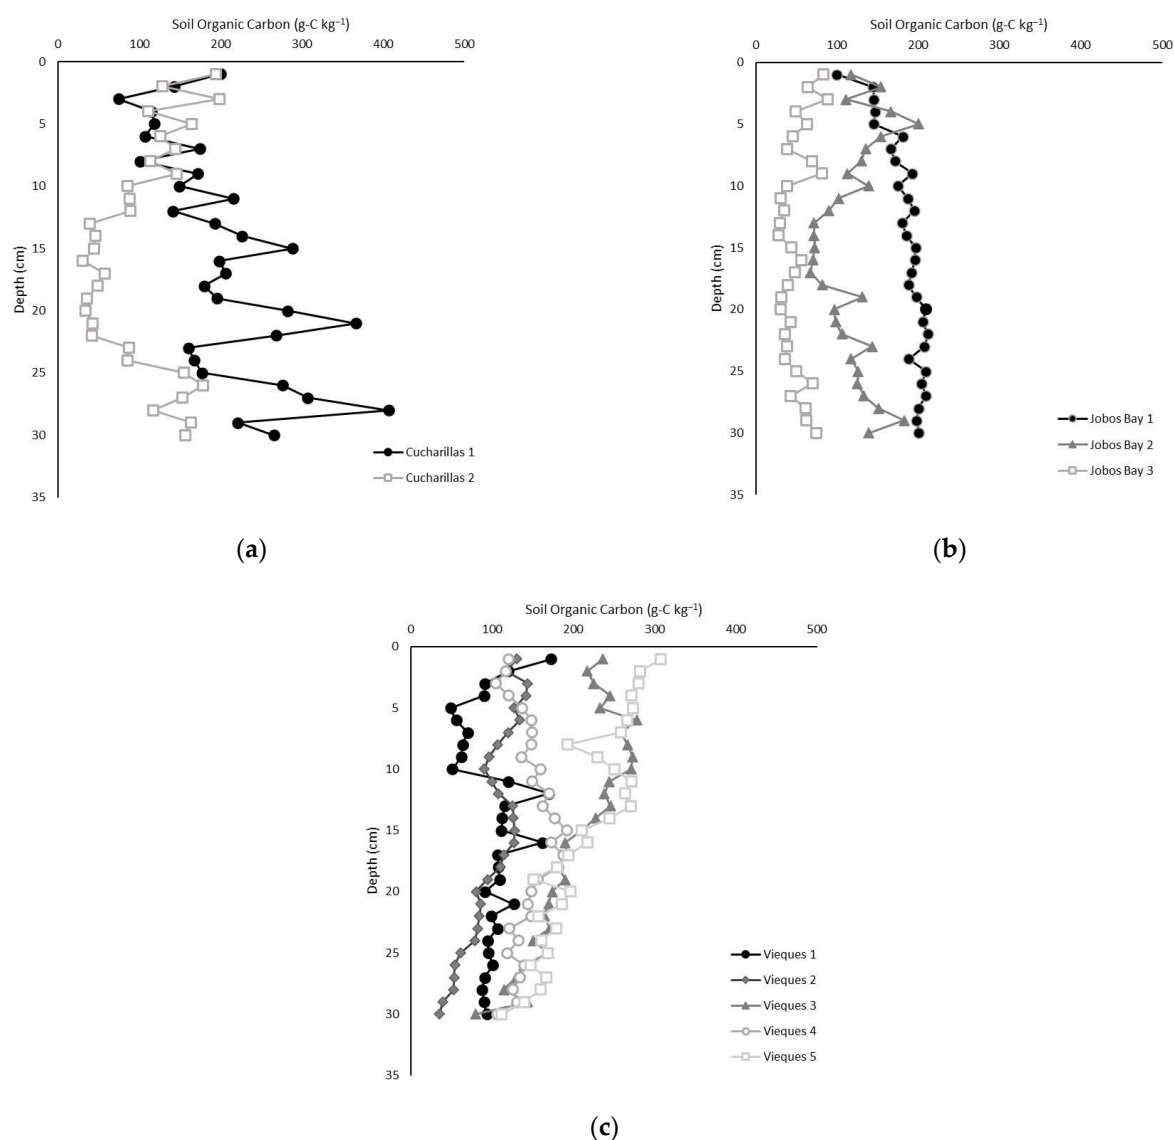 Soil Organic Carbon (g-C kg⁻¹)
0 100 200 300 400 500
0
5
10
15
20
25
30
35
Depth (cm)
Cucharillas 1
Cucharillas 2
(a)
Soil Organic Carbon (g-C kg⁻¹)
0 100 200 300 400 500
0
5
10
15
20
25
30
35
Depth (cm)
Jobos Bay 1
Jobos Bay 2
Jobos Bay 3
(b)
Soil Organic Carbon (g-C kg⁻¹)
0 100 200 300 400 500
0
5
10
15
20
25
30
35
Depth (cm)
Vieques 1
Vieques 2
Vieques 3
Vieques 4
Vieques 5
(c)